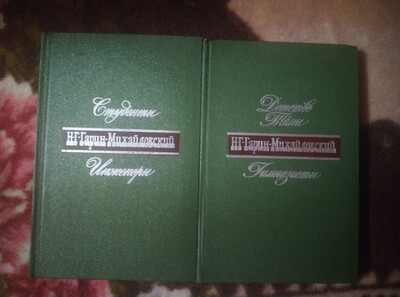 Студенты
Н.Г.Гарин-Михайловский
Инженеры
Детство
Тёмы
Н.Г.Гарин-Михайловский
Гимназисты